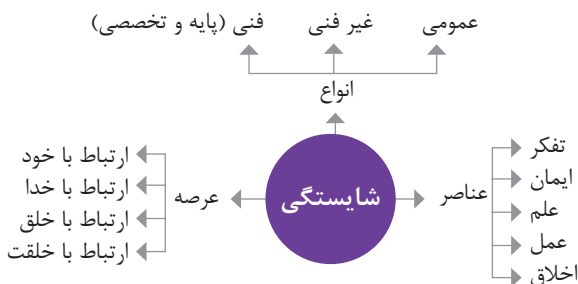 عمومی
غیر فنی
فنی (پایه و تخصصی)
انواع
شایستگی
عناصر
تفکر
ایمان
علم
عمل
اخلاق
عرصه
ارتباط با خود
ارتباط با خدا
ارتباط با خلق
ارتباط با خلقت